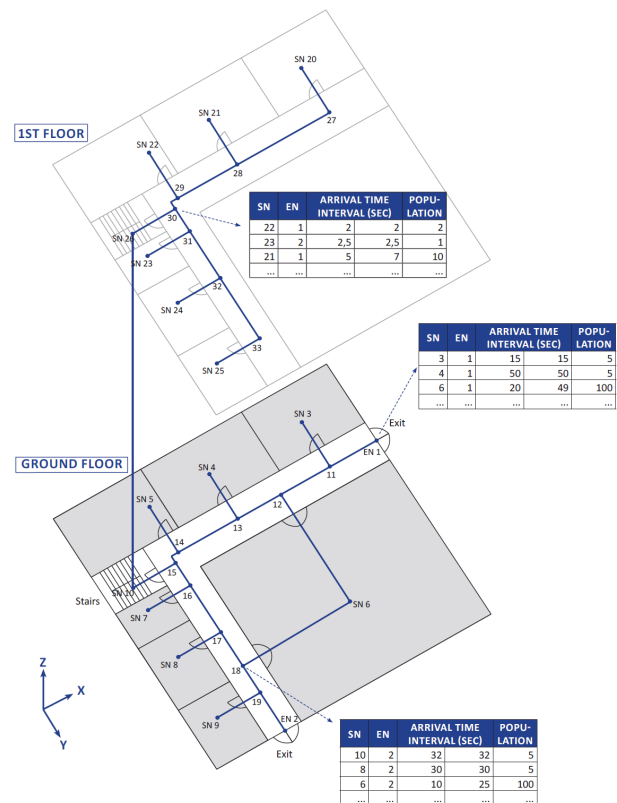 SN 20
27
SN 21
1ST FLOOR
SN 22
28
29
SN EN ARRIVAL TIME INTERVAL (SEC) POPU-LATION
22 1 2 2 2
23 2 2,5 2,5 1
21 1 5 7 10
... ... ... ... ...
30
SN 26
31
SN 23
32
SN 24
33
SN 25
SN EN ARRIVAL TIME INTERVAL (SEC) POPU-LATION
3 1 15 15 5
4 1 50 50 5
6 1 20 49 100
... ... ... ... ...
SN 3
Exit
EN 1
GROUND FLOOR
SN 4
11
12
SN 5
13
14
15
SN 10
16
Stairs
SN 6
SN 7
17
SN 8
18
Z
X
Y
19
SN 9
EN 2
Exit
SN EN ARRIVAL TIME INTERVAL (SEC) POPU-LATION
10 2 32 32 5
8 2 30 30 5
6 2 10 25 100
... ... ... ... ...